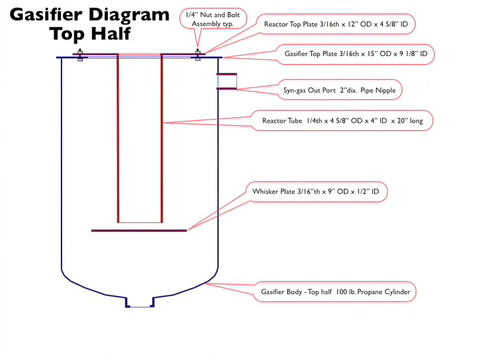 Gasifier Diagram
Top Half
1/4" Nut and Bolt
Assembly typ.
Reactor Top Plate 3/16th x 12" OD x 4 5/8" ID
Gasifier Top Plate 3/16th x 15" OD x 9 1/8" ID
Syn-gas Out Port 2"dia. Pipe Nipple
Reactor Tube 1/4th x 4 5/8" OD x 4" ID x 20" long
Whisker Plate 3/16"th x 9" OD x 1/2" ID
Gasifier Body - Top half 100 lb. Propane Cylinder